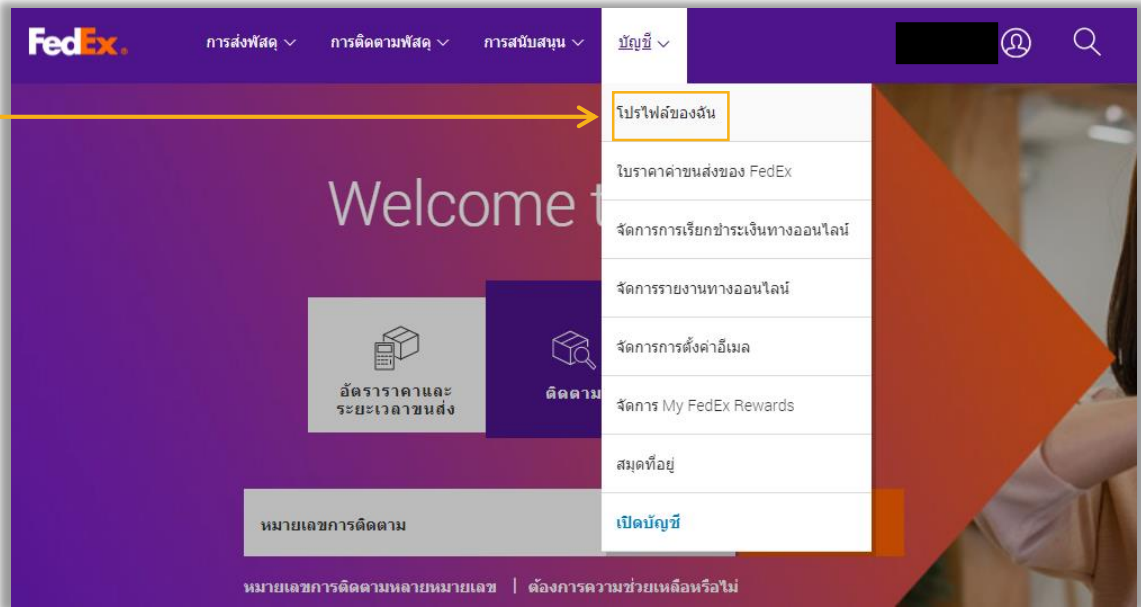 FedEx.
การส่งพัสดุ
การติดตามพัสดุ
การสนับสนุน
บัญชี
โปรไฟล์ของฉัน
ใบราคาค่าขนส่งของ FedEx
จัดการการเรียกชำระเงินทางออนไลน์
จัดการรายงานทางออนไลน์
จัดการการตั้งค่าอีเมล
จัดการ My FedEx Rewards
สมุดที่อยู่
เปิดบัญชี
Welcome t
อัตราราคาและ
ระยะเวลาขนส่ง
ติดตาม
หมายเลขการติดตาม
หมายเลขการติดตามหลายหมายเลข | ต้องการความช่วยเหลือหรือไม่